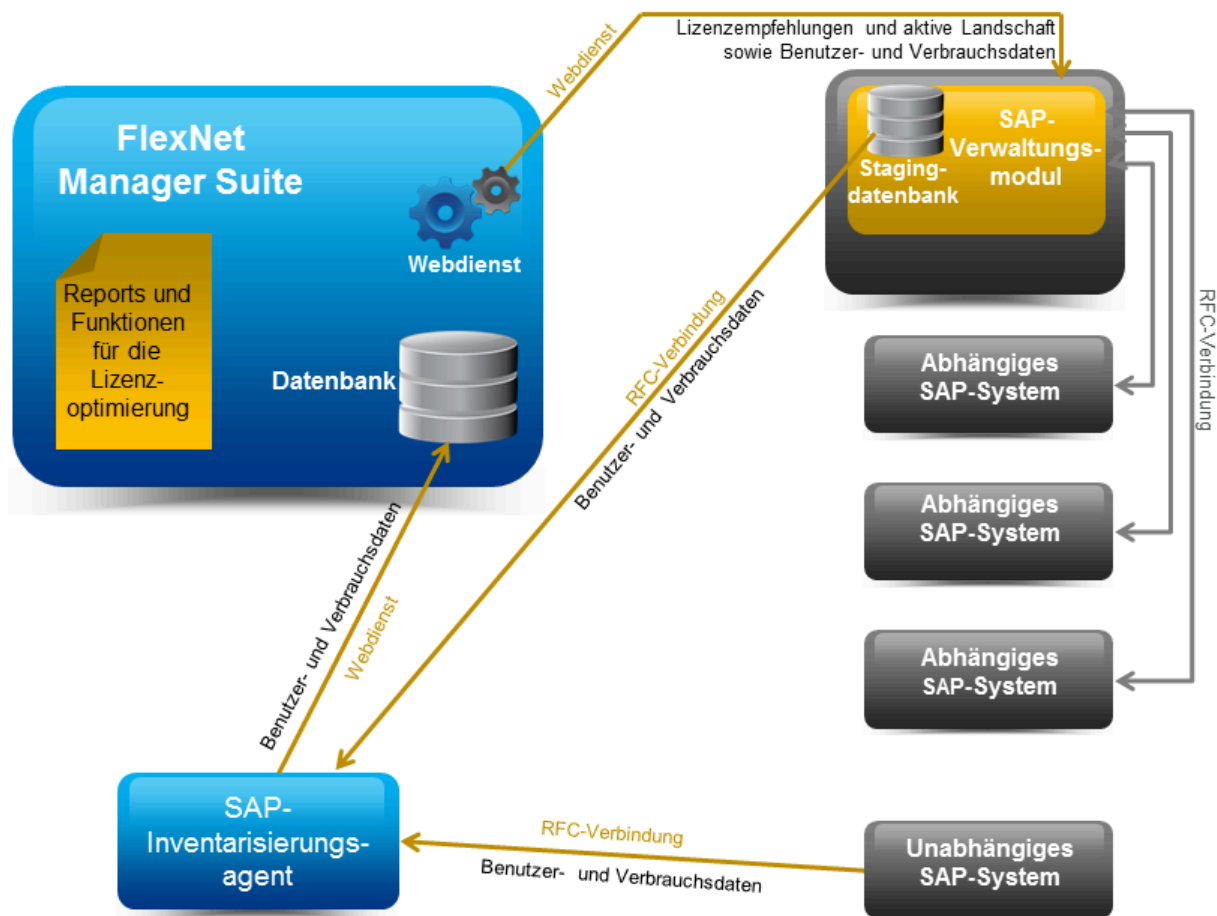 Webdienst
Lizenzempfehlungen und aktive Landschaft
sowie Benutzer- und Verbrauchsdaten
FlexNet
Manager Suite
Webdienst
Reports und
Funktionen
für die
Lizenz-
optimierung
Datenbank
SAP-
Verwaltungs-
modul
Staging-
datenbank
RFC-Verbindung
Benutzer- und Verbrauchsdaten
RFC-Verbindung
Abhängiges
SAP-System
Abhängiges
SAP-System
Abhängiges
SAP-System
Benutzer- und Verbrauchsdaten
Webdienst
SAP-
Inventarisierungs-
agent
RFC-Verbindung
Benutzer- und Verbrauchsdaten
Unabhängiges
SAP-System